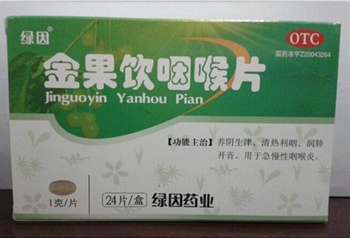 绿因®
OTC
国药准字Z20043264
金果饮咽喉片
Jinguoyin Yanhou Pian
【功能主治】养阴生津、清热利咽、润肺
开音。用于急慢性咽喉炎。
1克/片
24片/盒
绿因药业